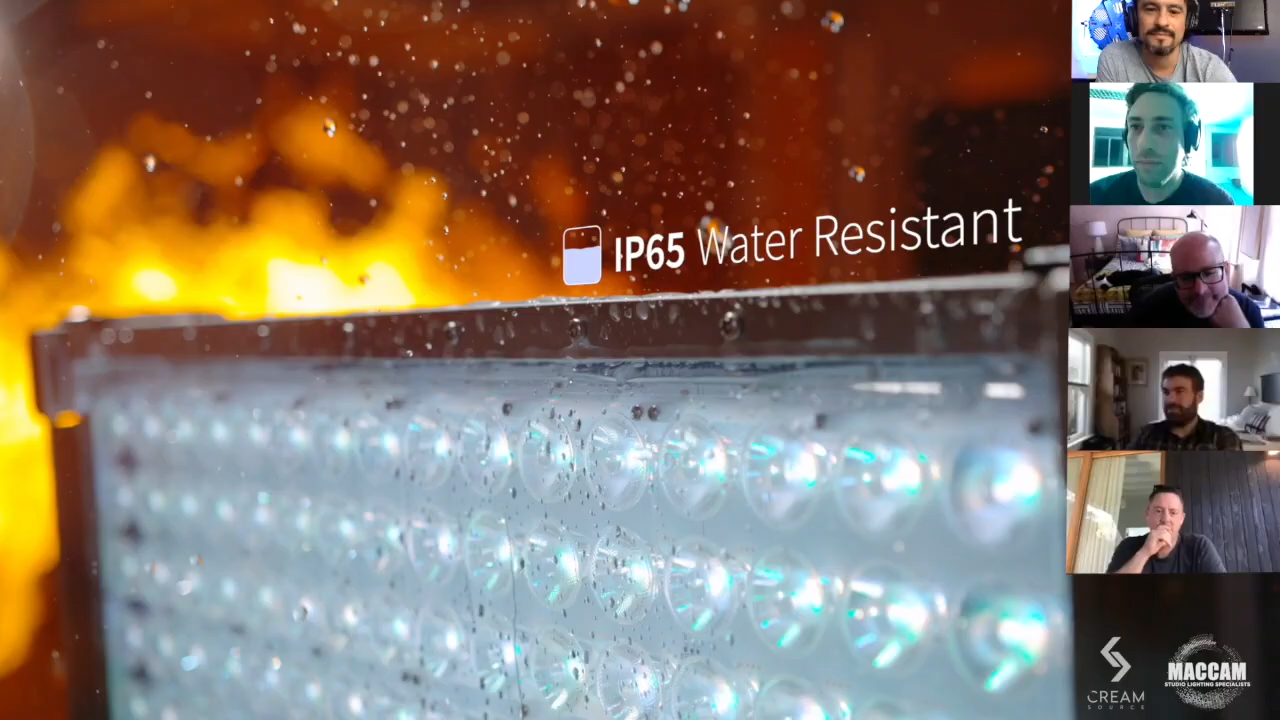 IP65 Water Resistant
CREAM
SOURCE
MACCAM
STUDIO LIGHTING SPECIALISTS